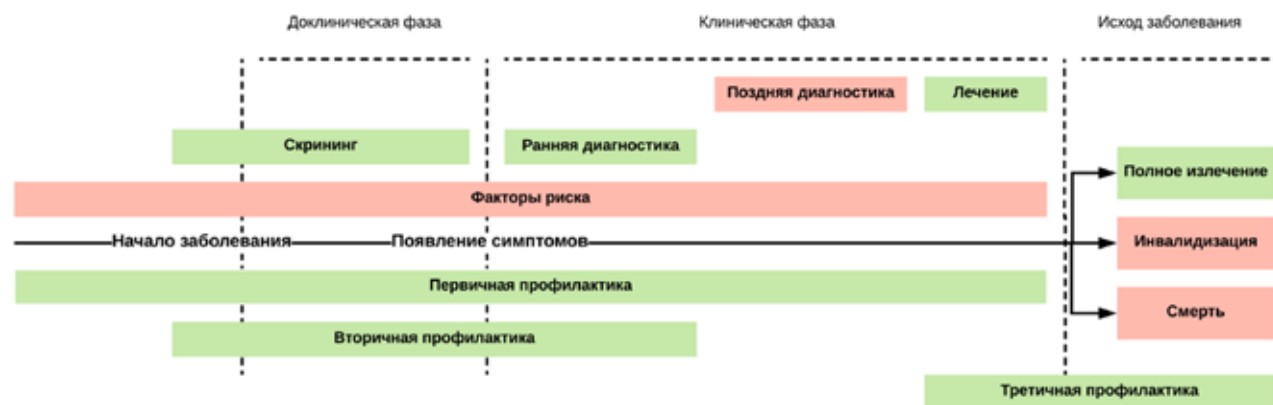 Доклиническая фаза
Клиническая фаза
Исход заболевания
Поздняя диагностика
Лечение
Скрининг
Ранняя диагностика
Полное излечение
Факторы риска
Начало заболевания
Появление симптомов
Инвалидизация
Первичная профилактика
Смерть
Вторичная профилактика
Третичная профилактика